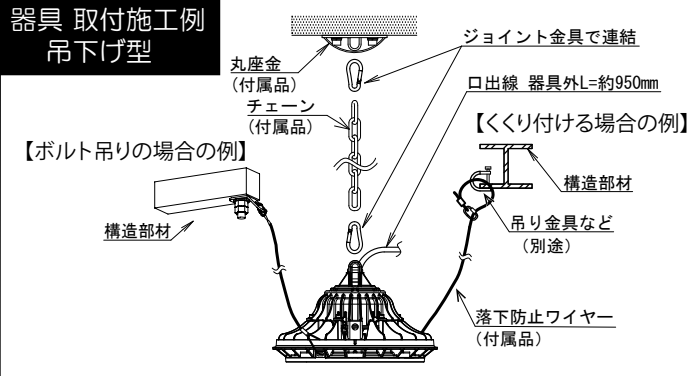 器具 取付施工例
吊下げ型
丸座金
(付属品)
チェーン
(付属品)
ジョイント金具で連結
口出線 器具外L=約950mm
【ボルト吊りの場合の例】
構造部材
【くくり付ける場合の例】
構造部材
吊り金具など
(別途)
落下防止ワイヤー
(付属品)